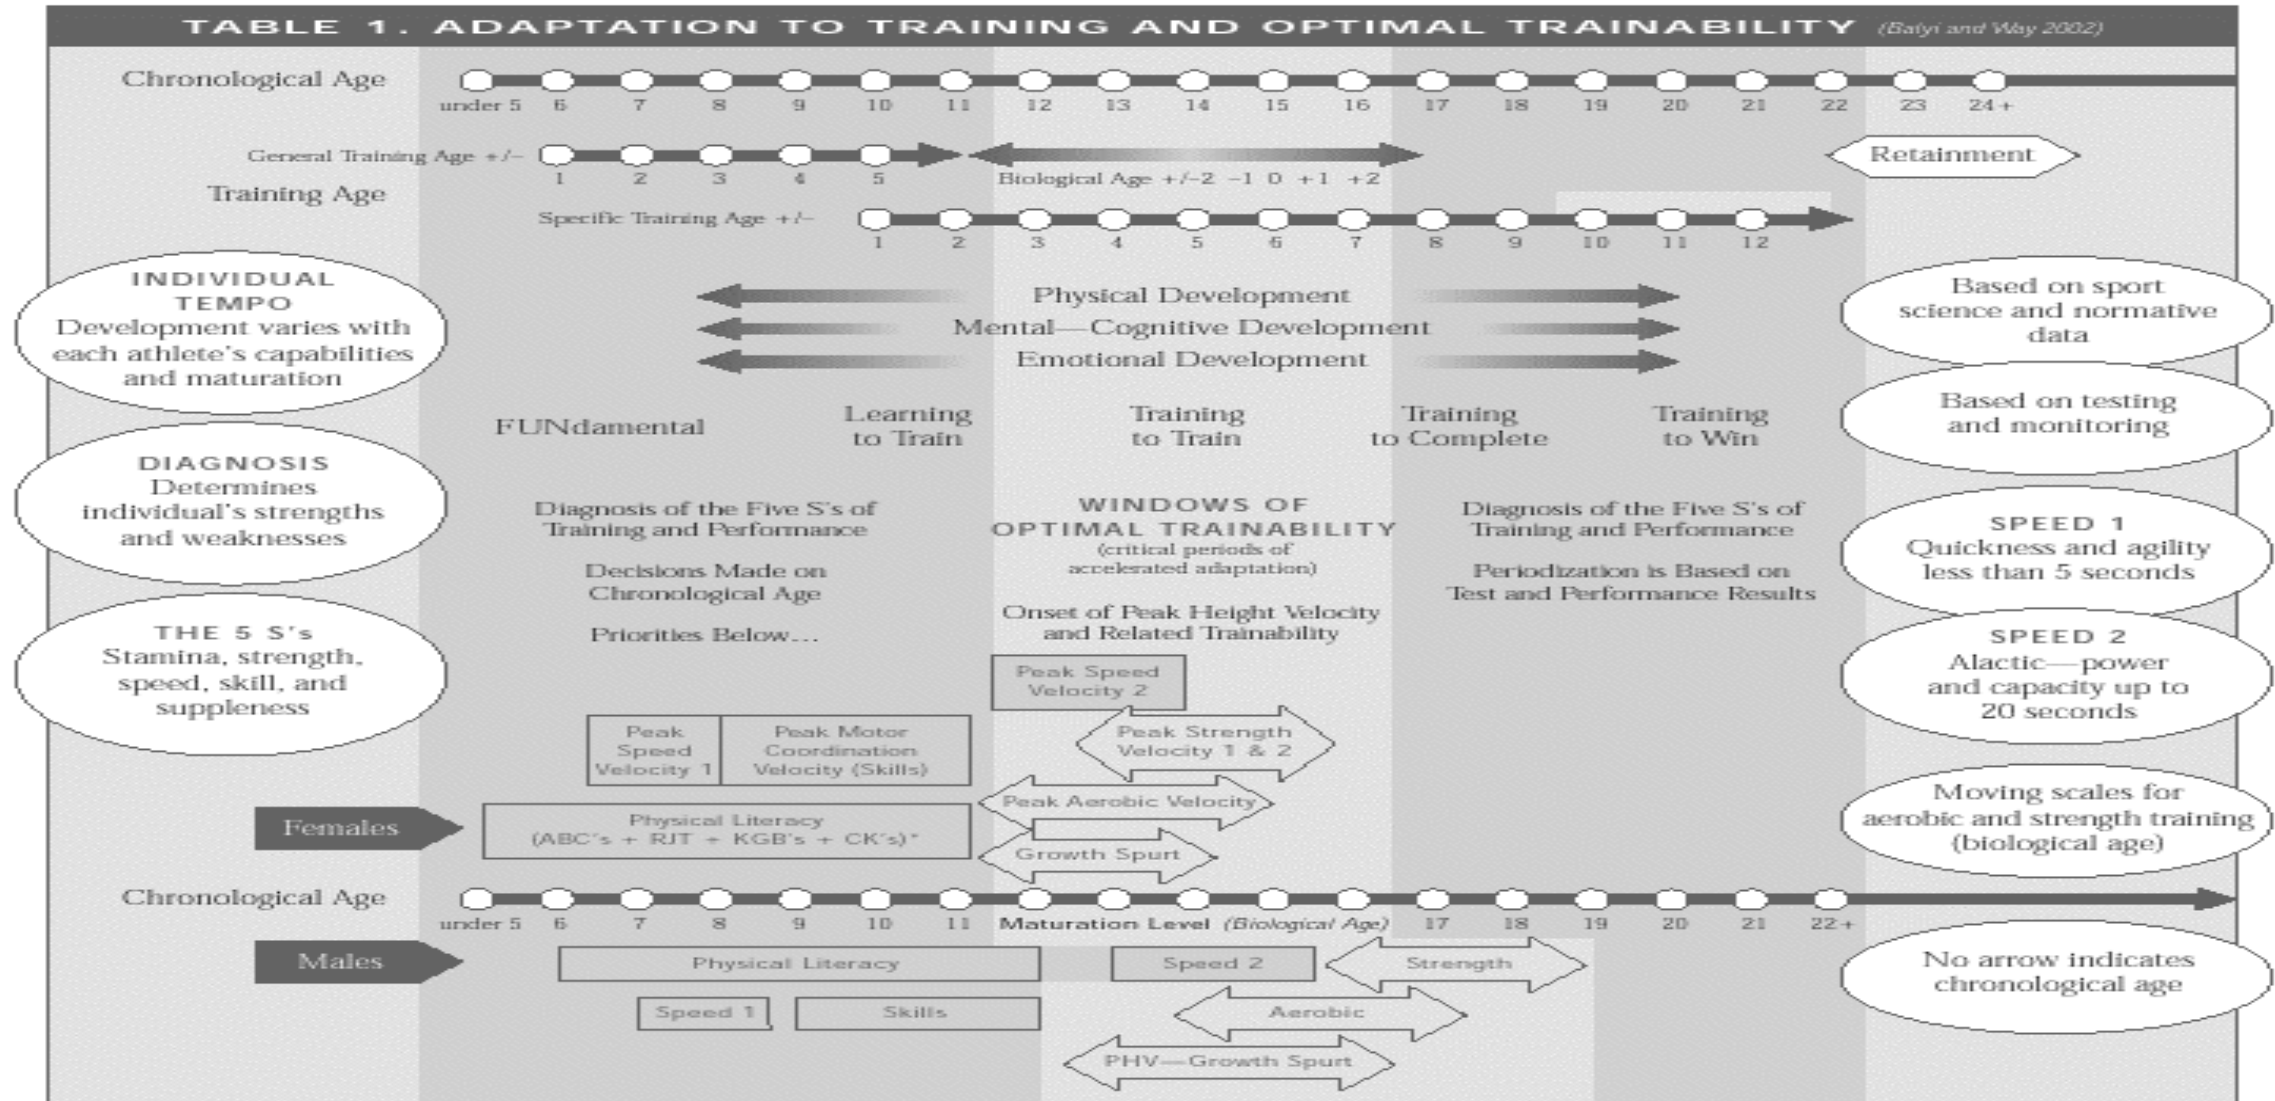 TABLE 1. ADAPTATION TO TRAINING AND OPTIMAL TRAINABILITY (Balyi and Way 2002)
Chronological Age
under 5 6 7 8 9 10 11 12 13 14 15 16 17 18 19 20 21 22 23 24+
General Training Age +/–
1 2 3 4 5
Biological Age +/–2 –1 0 +1 +2
Retainment
Training Age
Specific Training Age +/–
1 2 3 4 5 6 7 8 9 10 11 12
INDIVIDUAL
TEMPO
Development varies with
each athlete's capabilities
and maturation
DIAGNOSIS
Determines
individual's strengths
and weaknesses
THE 5 S's
Stamina, strength,
speed, skill, and
suppleness
Physical Development
Mental—Cognitive Development
Emotional Development
FUNdamental
Learning
to Train
Training
to Train
Training
to Complete
Training
to Win
Diagnosis of the Five S's of
Training and Performance
Decisions Made on
Chronological Age
Priorities Below...
WINDOWS OF
OPTIMAL TRAINABILITY
(critical periods of
accelerated adaptation)
Onset of Peak Height Velocity
and Related Trainability
Diagnosis of the Five S's of
Training and Performance
Periodization is Based on
Test and Performance Results
Based on sport
science and normative
data
Based on testing
and monitoring
SPEED 1
Quickness and agility
less than 5 seconds
SPEED 2
Alactic—power
and capacity up to
20 seconds
Moving scales for
aerobic and strength training
(biological age)
No arrow indicates
chronological age
Peak Speed
Velocity 2
Peak
Speed
Velocity 1
Peak Motor
Coordination
Velocity (Skills)
Peak Strength
Velocity 1 & 2
Peak Aerobic Velocity
Females
Physical Literacy
(ABC's + RJT + KGB's + CK's)*
Growth Spurt
Chronological Age
under 5 6 7 8 9 10 11 Maturation Level (Biological Age) 17 18 19 20 21 22+
Males
Physical Literacy
Speed 2
Strength
Speed 1
Skills
Aerobic
PHV—Growth Spurt